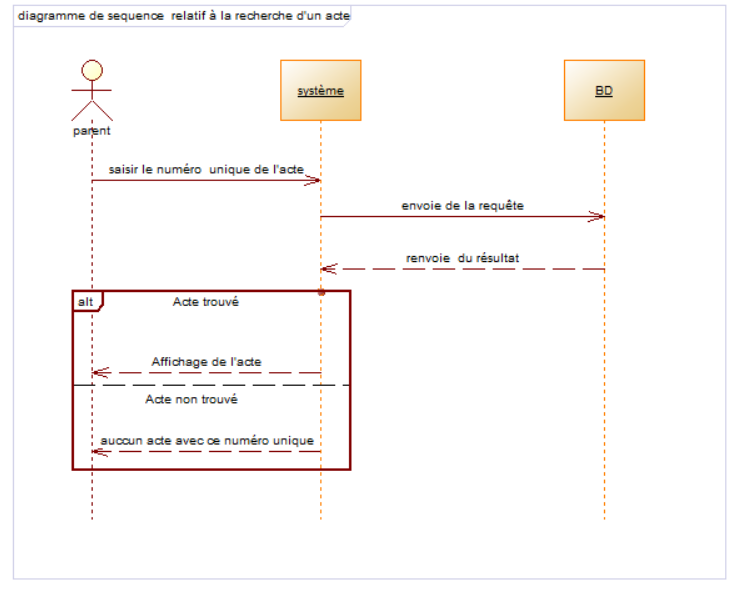 diagramme de sequence relatif à la recherche d'un acte
système
BD
parent
saisir le numéro unique de l'acte
envoie de la requête
renvoie du résultat
alt
Acte trouvé
Affichage de l'acte
Acte non trouvé
auccun acte avec ce numéro unique